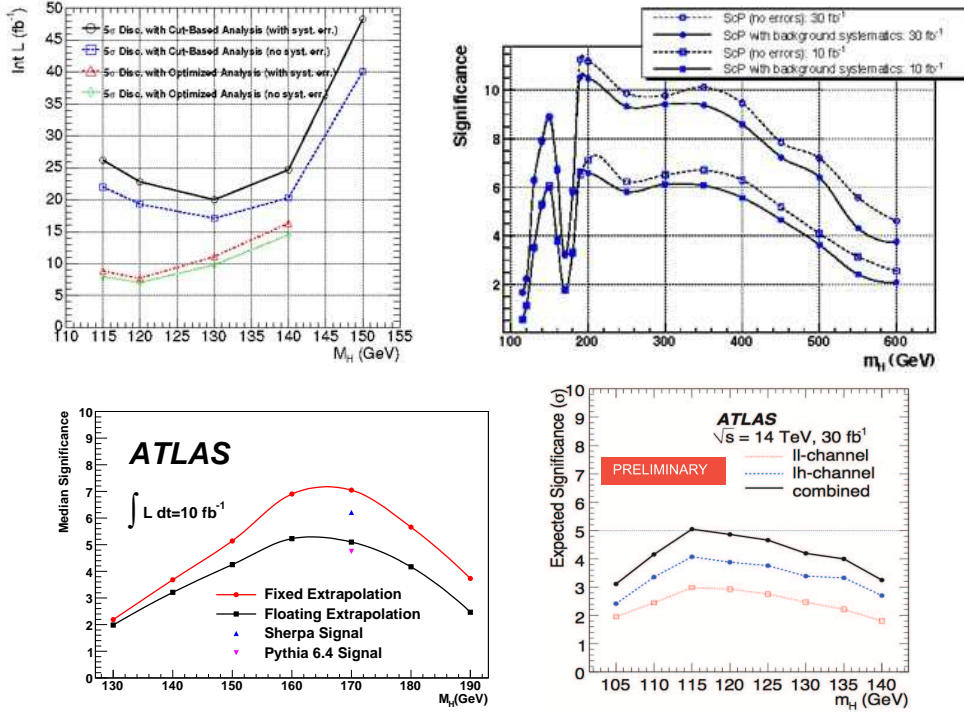 Int L (fb⁻¹)
50
45
40
35
30
25
20
15
10
5
0
5σ Disc. with Cut-Based Analysis (with syst. err.)
5σ Disc. with Cut-Based Analysis (no syst. err.)
5σ Disc. with Optimized Analysis (with syst. err.)
5σ Disc. with Optimized Analysis (no syst. err.)
110 115 120 125 130 135 140 145 150 155
M_H (GeV)
ScP (no errors): 30 fb⁻¹
ScP with background systematics: 30 fb⁻¹
ScP (no errors): 10 fb⁻¹
ScP with background systematics: 10 fb⁻¹
Significance
10
8
6
4
2
100 200 300 400 500 600
m_H (GeV)
Median Significance
10
9
8
7
6
5
4
3
2
1
0
ATLAS
∫ L dt=10 fb⁻¹
Fixed Extrapolation
Floating Extrapolation
Sherpa Signal
Pythia 6.4 Signal
130 140 150 160 170 180 190
M_H(GeV)
Expected Significance (σ)
10
9
8
7
6
5
4
3
2
1
0
ATLAS
√s = 14 TeV, 30 fb⁻¹
PRELIMINARY
ll-channel
lh-channel
combined
105 110 115 120 125 130 135 140
m_H (GeV)